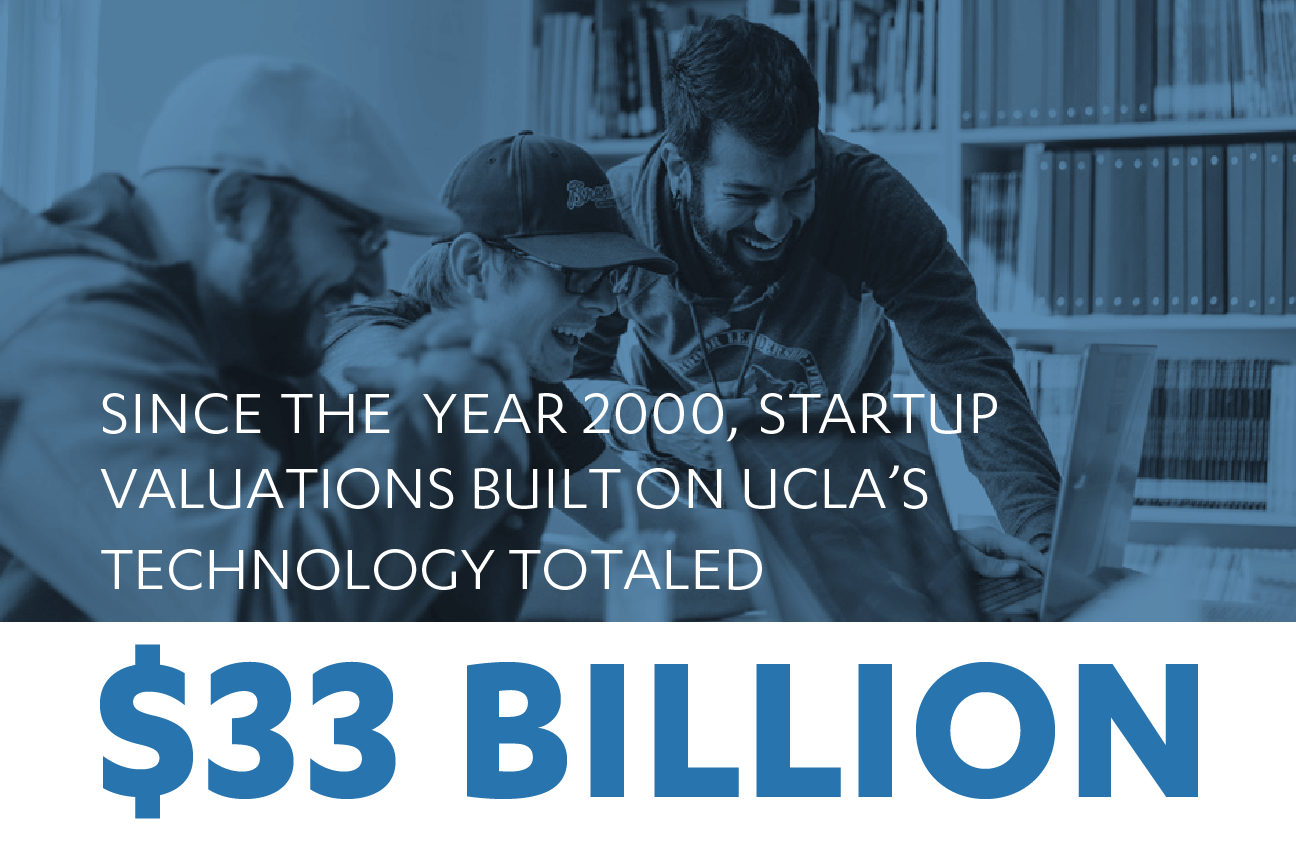 SINCE THE YEAR 2000, STARTUP
VALUATIONS BUILT ON UCLA’S
TECHNOLOGY TOTALED
$33 BILLION